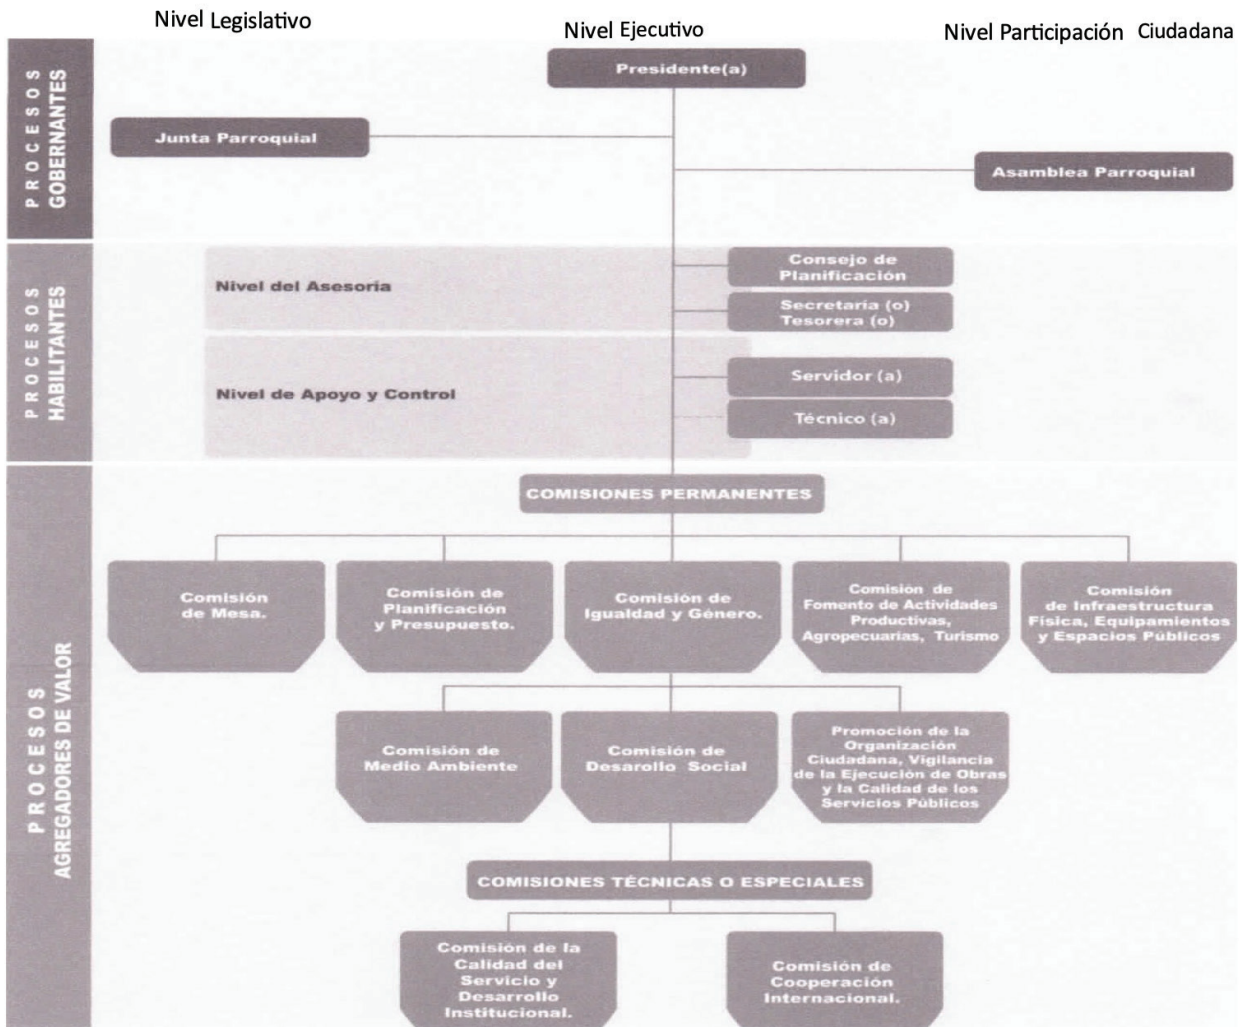 Nivel Legislativo
Nivel Ejecutivo
Nivel Participación Ciudadana
PROCESOS
GOBERNANTES
Presidente(a)
Junta Parroquial
Asamblea Parroquial
PROCESOS
HABILITANTES
Nivel del Asesoría
Consejo de
Planificación
Secretaría (o)
Tesorera (o)
Nivel de Apoyo y Control
Servidor (a)
Técnico (a)
PROCESOS
AGREGADORES DE VALOR
COMISIONES PERMANENTES
Comisión
de Mesa.
Comisión de
Planificación
y Presupuesto.
Comisión de
Igualdad y Género.
Comisión de
Fomento de Actividades
Productivas,
Agropecuarias, Turismo
Comisión
de Infraestructura
Física, Equipamientos
y Espacios Públicos
Comisión de
Medio Ambiente
Comisión de
Desarollo Social
Promoción de la
Organización
Ciudadana, Vigilancia
de la Ejecución de Obras
y la Calidad de los
Servicios Públicos
COMISIONES TÉCNICAS O ESPECIALES
Comisión de la
Calidad del
Servicio y
Desarrollo
Institucional.
Comisión de
Cooperación
Internacional.